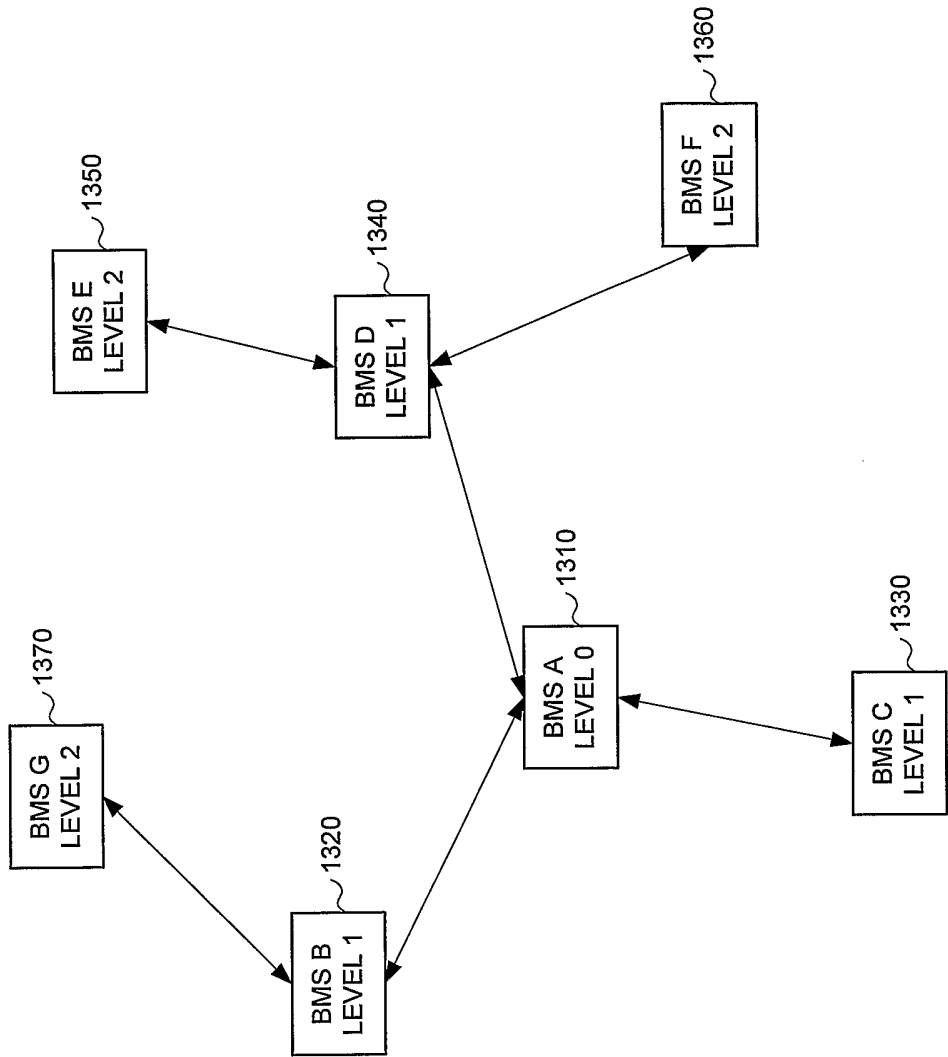 BMS G
LEVEL 2
1370
BMS E
LEVEL 2
1350
BMS B
LEVEL 1
1320
BMS D
LEVEL 1
1340
BMS A
LEVEL 0
1310
BMS F
LEVEL 2
1360
BMS C
LEVEL 1
1330